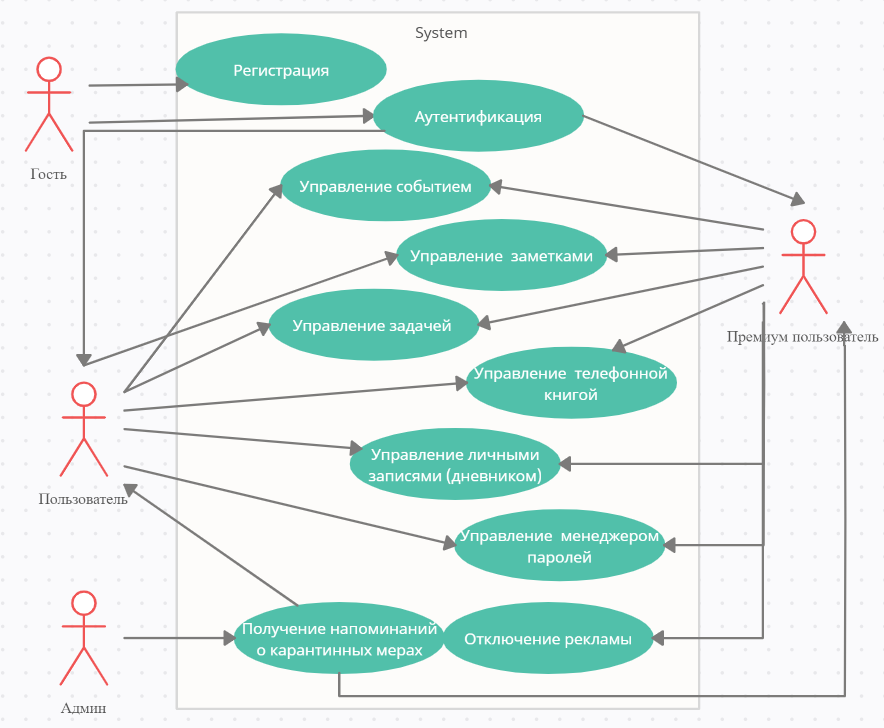 System
Регистрация
Аутентификация
Гость
Управление событием
Управление заметками
Управление задачей
Премиум пользователь
Управление телефонной
книгой
Управление личными
записями (дневником)
Пользователь
Управление менеджером
паролей
Получение напоминаний
о карантинных мерах
Отключение рекламы
Админ